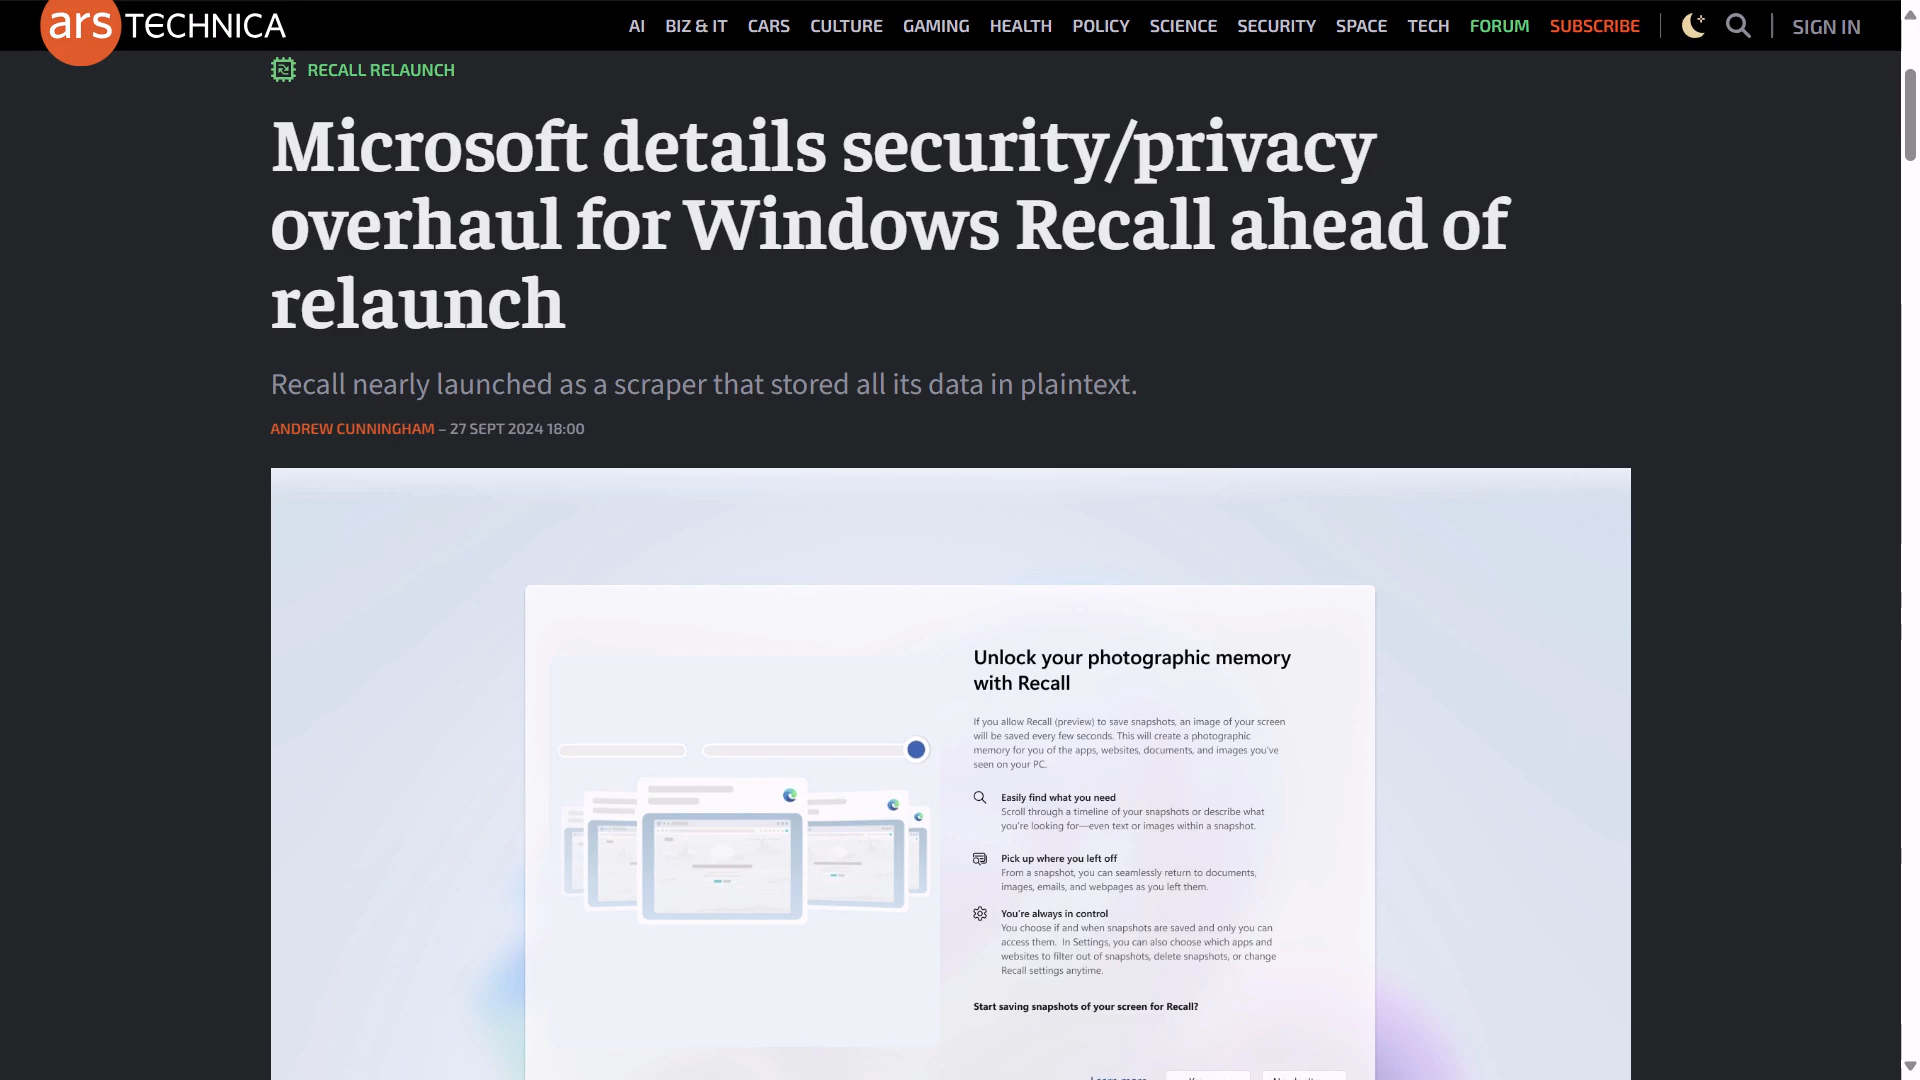 ars TECHNICA
AI BIZ & IT CARS CULTURE GAMING HEALTH POLICY SCIENCE SECURITY SPACE TECH FORUM SUBSCRIBE SIGN IN
RECALL RELAUNCH
Microsoft details security/privacy
overhaul for Windows Recall ahead of
relaunch
Recall nearly launched as a scraper that stored all its data in plaintext.
ANDREW CUNNINGHAM – 27 SEPT 2024 18:00
Unlock your photographic memory
with Recall
If you allow Recall (preview) to save snapshots, an image of your screen
will be saved every few seconds. This will create a photographic
memory for you of the apps, websites, documents, and images you've
seen on your PC.
Easily find what you need
Scroll through a timeline of your snapshots or describe what
you're looking for—even text or images within a snapshot.
Pick up where you left off
From a snapshot, you can seamlessly return to documents,
images, emails, and webpages as you left them.
You're always in control
You choose if and when snapshots are saved and only you can
access them. In Settings, you can also choose which apps and
websites to filter out of snapshots, delete snapshots, or change
Recall settings anytime.
Start saving snapshots of your screen for Recall?